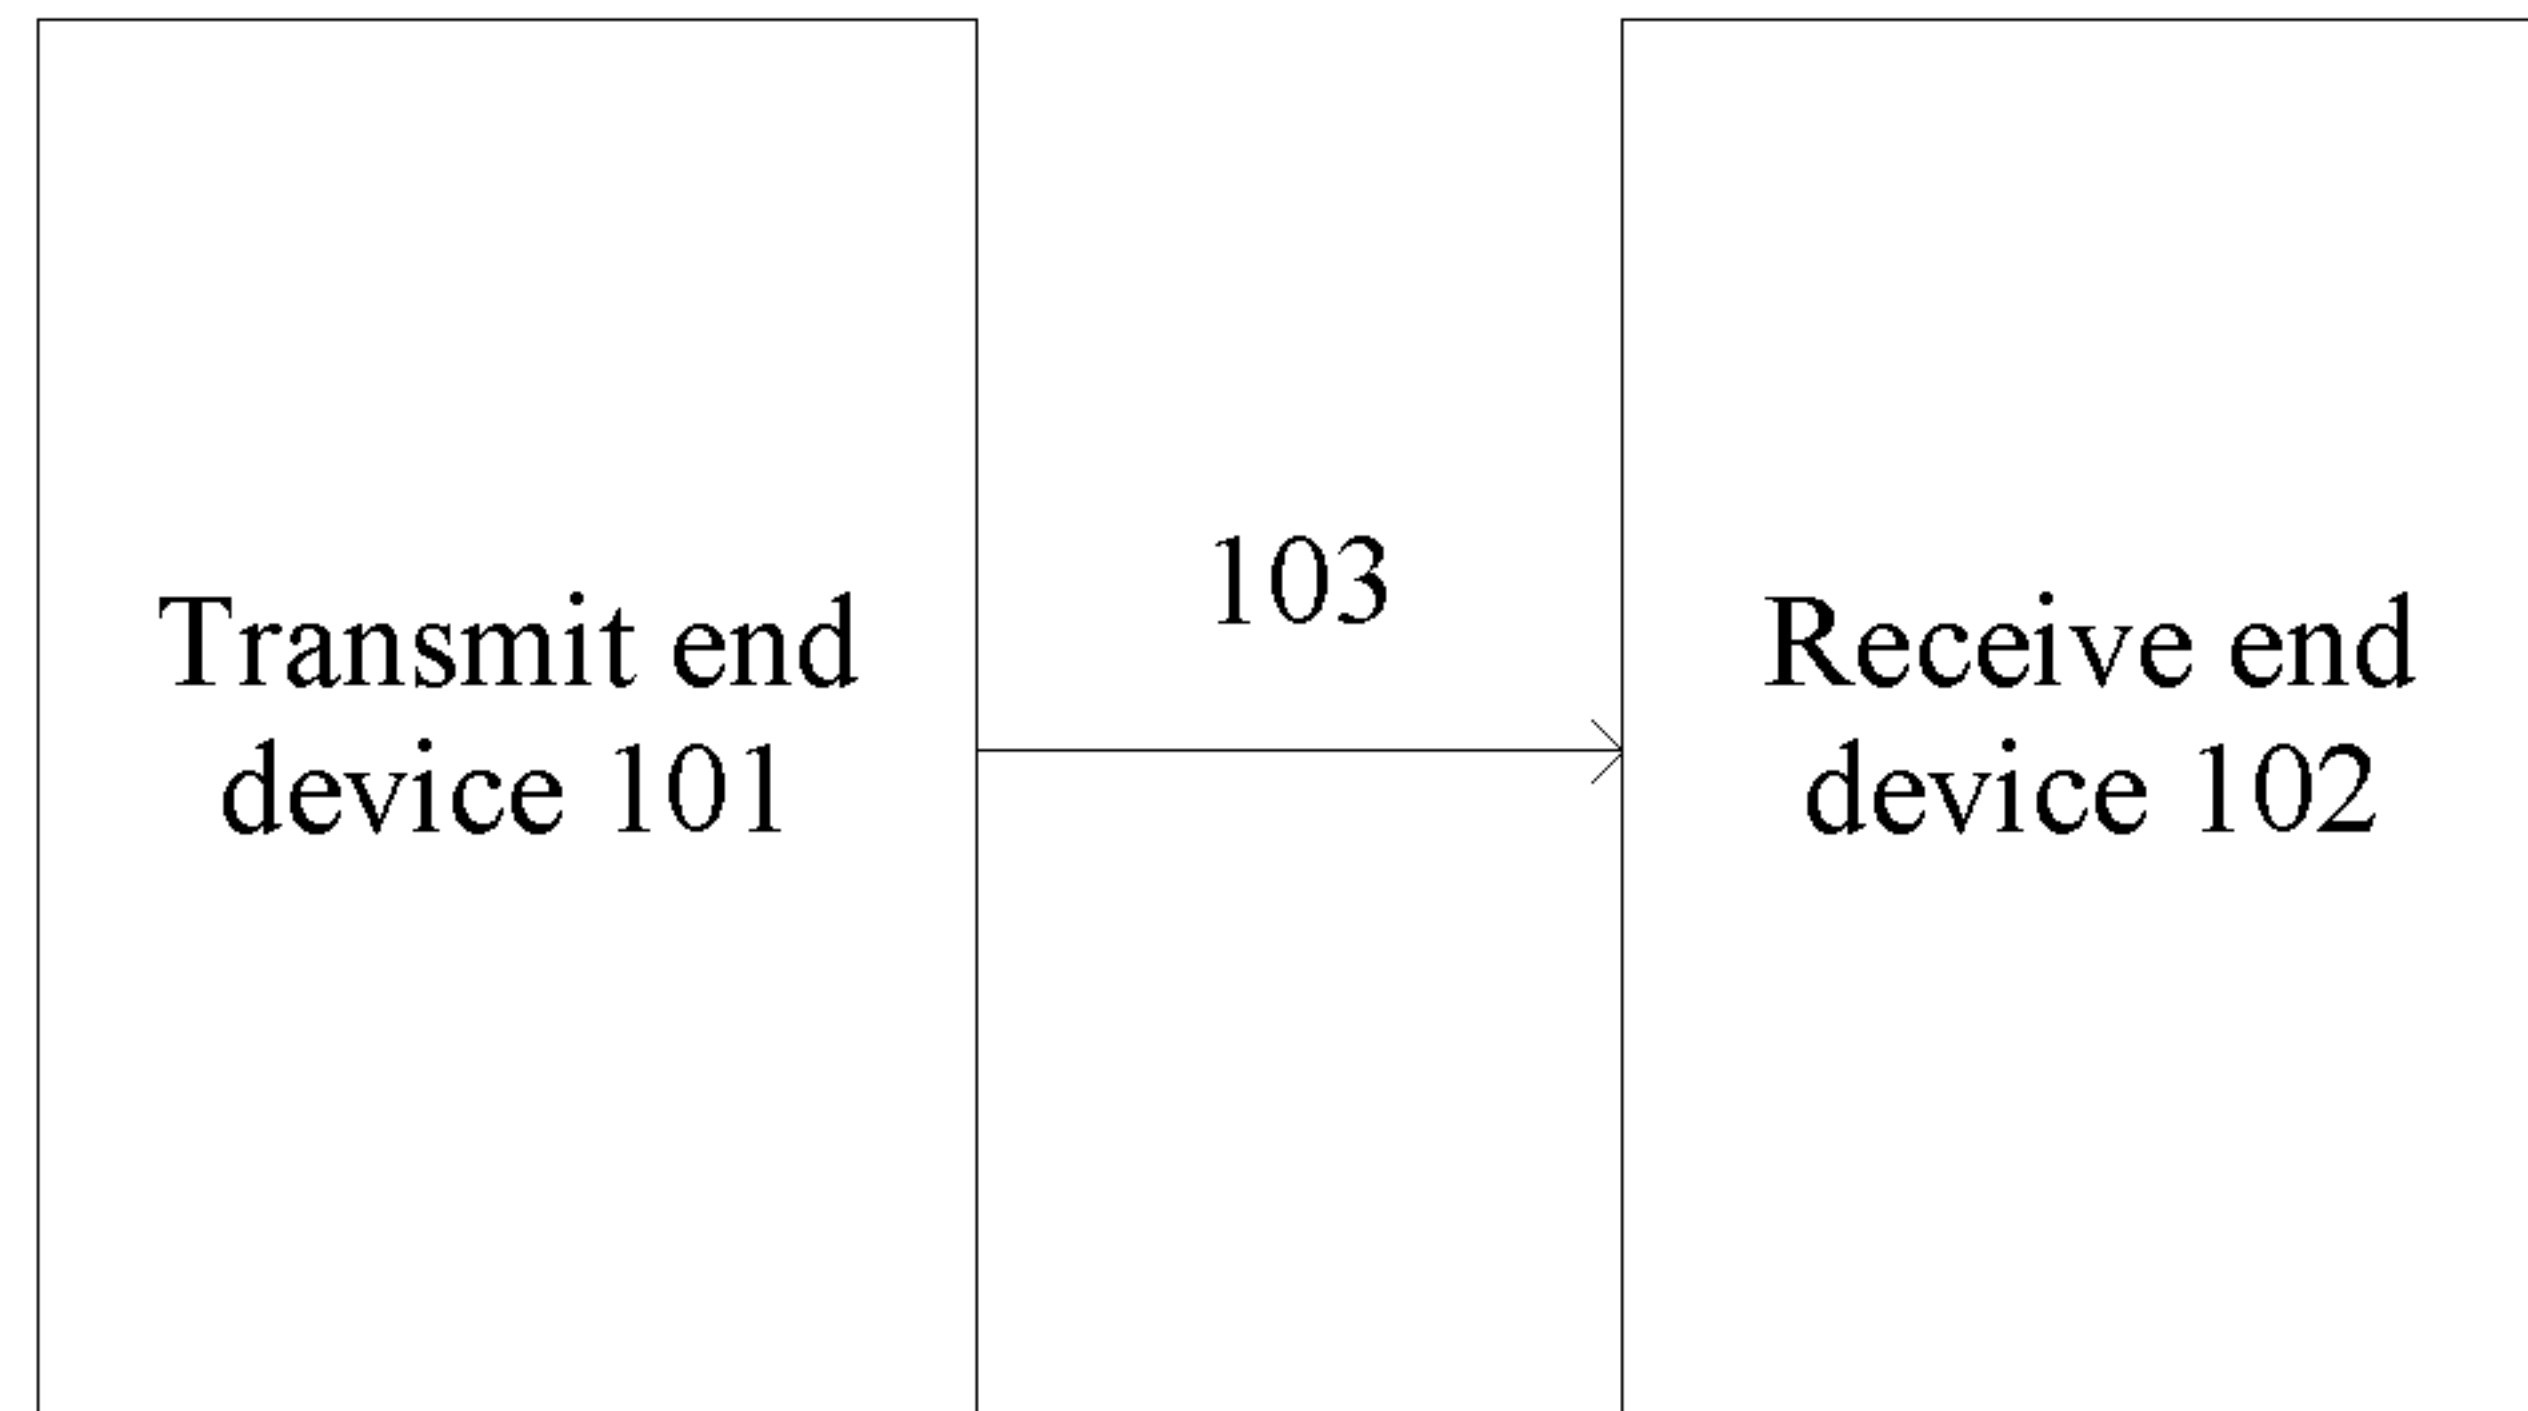 Transmit end
device 101
103
Receive end
device 102